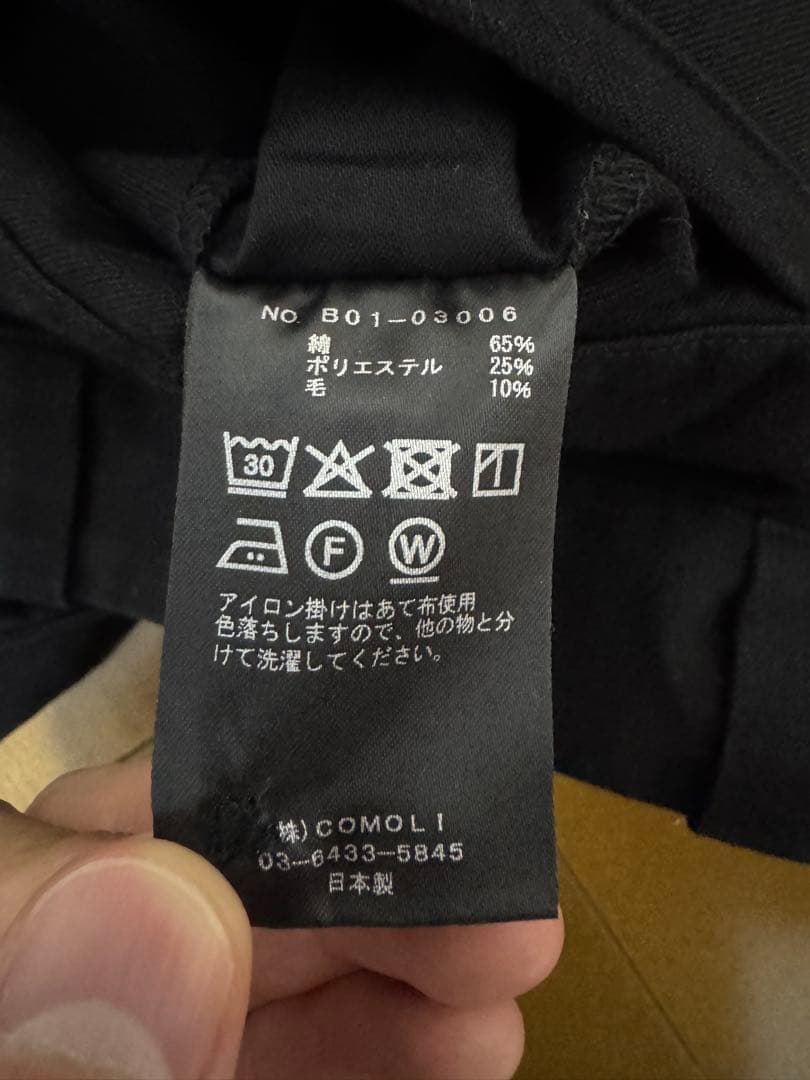 No. B01-03006
綿 65%
ポリエステル 25%
毛 10%
30
F W
アイロン掛けはあて布使用
色落ちしますので、他の物と分
けて洗濯してください。
株)COMOLI
03-6433-5845
日本製